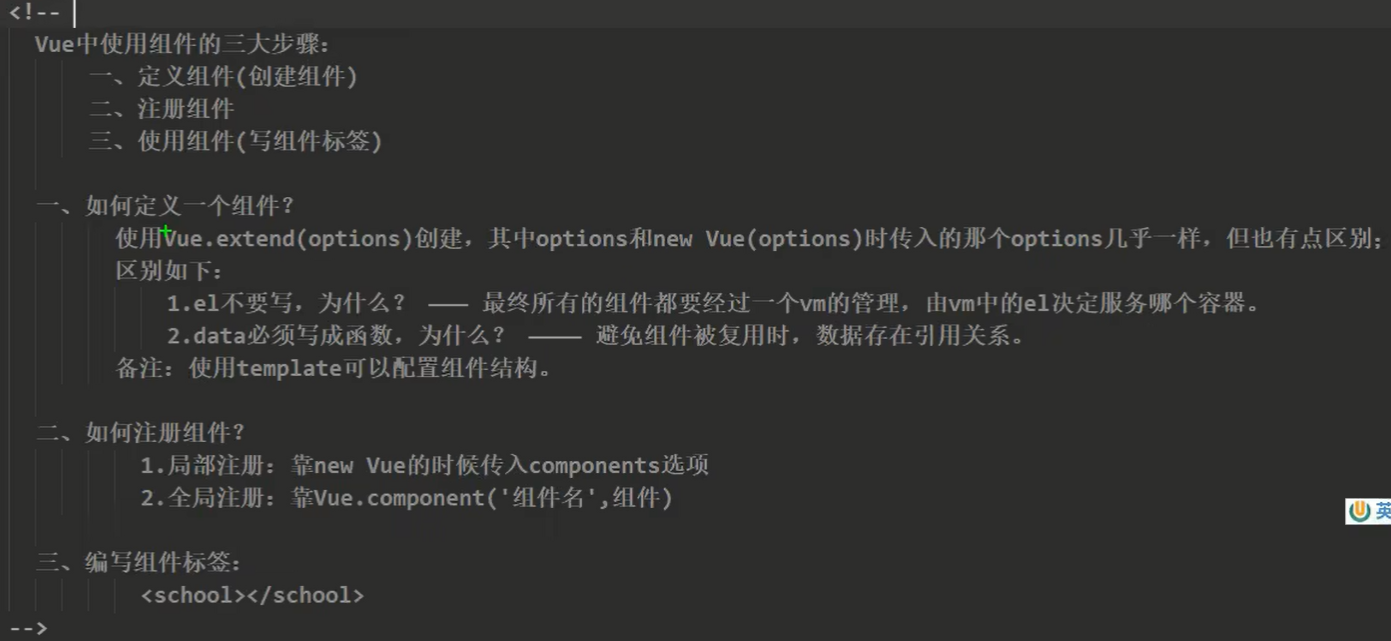 <!--
Vue中使用组件的三大步骤：
一、定义组件(创建组件)
二、注册组件
三、使用组件(写组件标签)
一、如何定义一个组件？
使用Vue.extend(options)创建，其中options和new Vue(options)时传入的那个options几乎一样，但也有点区别；
区别如下：
1.el不要写，为什么？ ——— 最终所有的组件都要经过一个vm的管理，由vm中的el决定服务哪个容器。
2.data必须写成函数，为什么？ ———— 避免组件被复用时，数据存在引用关系。
备注：使用template可以配置组件结构。
二、如何注册组件？
1.局部注册：靠new Vue的时候传入components选项
2.全局注册：靠Vue.component('组件名',组件)
英
三、编写组件标签：
<school></school>
-->